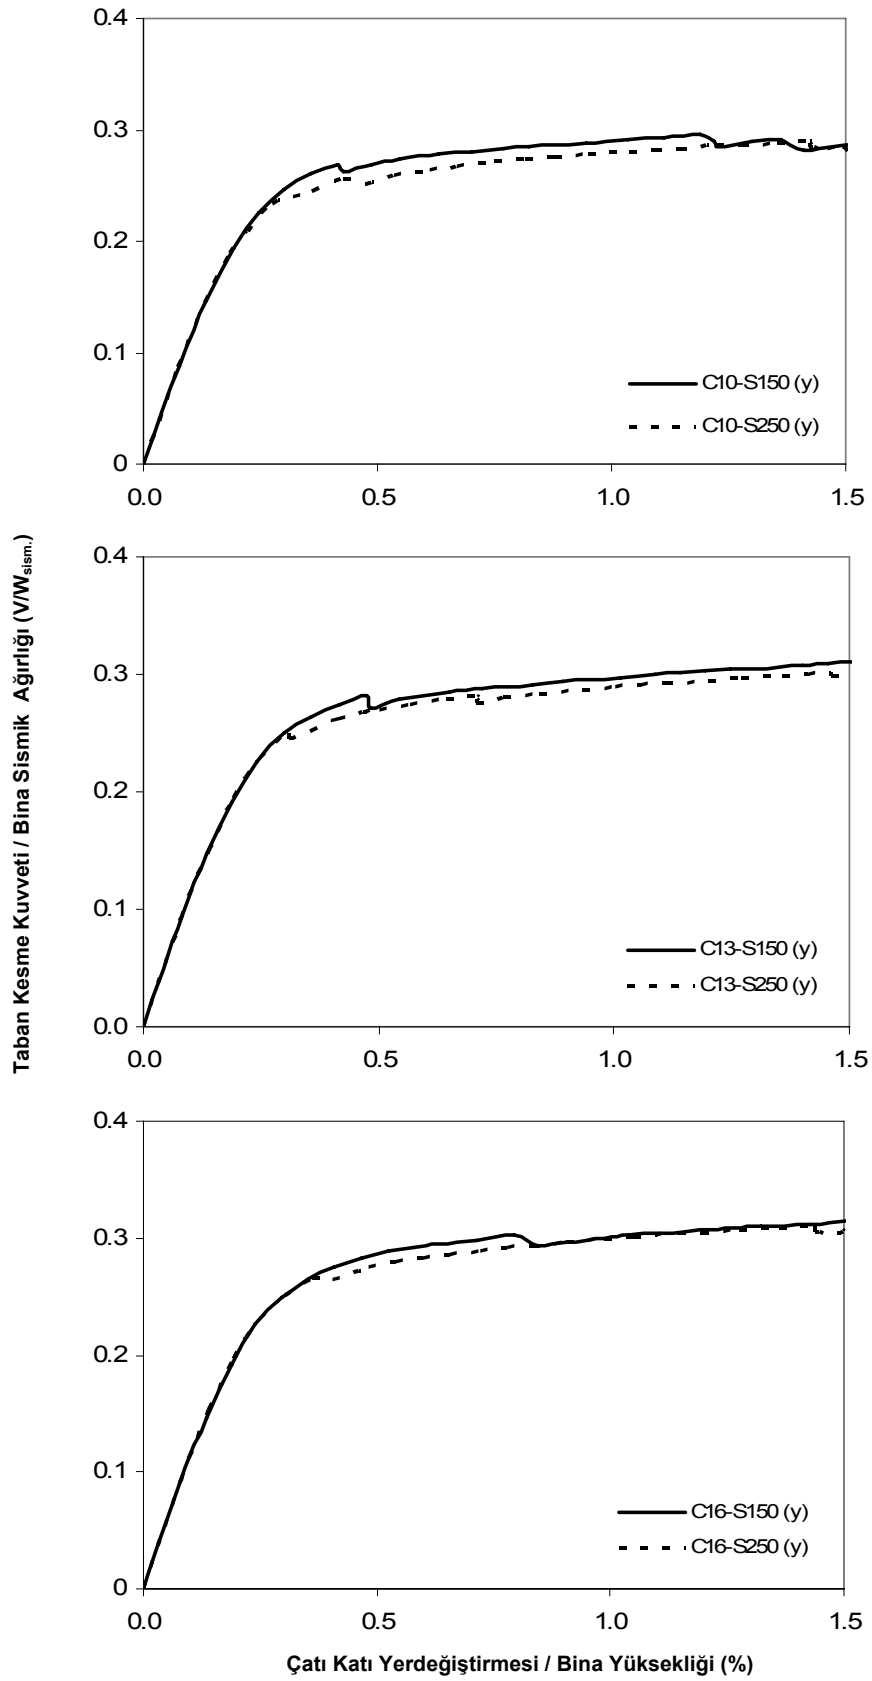 0.4
0.3
0.2
0.1
0
0.0 0.5 1.0 1.5
C10-S150 (y)
C10-S250 (y)
Taban Kesme Kuvveti / Bina Sismik Ağırlığı (V/Wsism.)
0.4
0.3
0.2
0.1
0.0
0.0 0.5 1.0 1.5
C13-S150 (y)
C13-S250 (y)
0.4
0.3
0.2
0.1
0
0.0 0.5 1.0 1.5
C16-S150 (y)
C16-S250 (y)
Çatı Katı Yerdeğiştirmesi / Bina Yüksekliği (%)